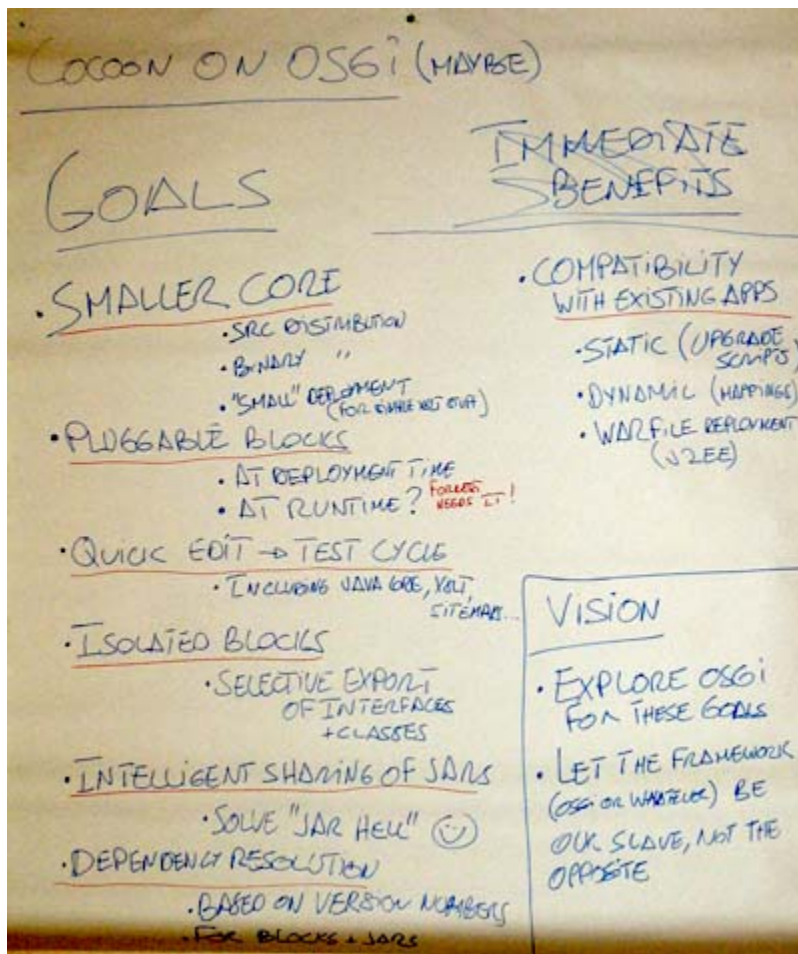 COCOON ON OSGi (MAYBE)
GOALS
• SMALLER CORE
• SRC DISTRIBUTION
• BINARY "
• "SMALL" DEPLOYMENT
(FOR SIMPLE XSLT STUFF)
• PLUGGABLE BLOCKS
• AT DEPLOYMENT TIME
• AT RUNTIME? FORREST
NEEDS IT!
• QUICK EDIT → TEST CYCLE
• INCLUDING JAVA CODE, XSLT,
SITEMAPS...
• ISOLATED BLOCKS
• SELECTIVE EXPORT
OF INTERFACES
+CLASSES
• INTELLIGENT SHARING OF JARS
• SOLVE "JAR HELL" ☺
• DEPENDENCY RESOLUTION
• BASED ON VERSION NUMBERS
• FOR BLOCKS + JARS
IMMEDIATE
BENEFITS
• COMPATIBILITY
WITH EXISTING APPS
• STATIC (UPGRADE
SCRIPTS)
• DYNAMIC (MAPPINGS)
• WARFILE DEPLOYMENT
(J2EE)
VISION
• EXPLORE OSGi
FOR THESE GOALS
• LET THE FRAMEWORK
(OSGi OR WHATEVER) BE
OUR SLAVE, NOT THE
OPPOSITE